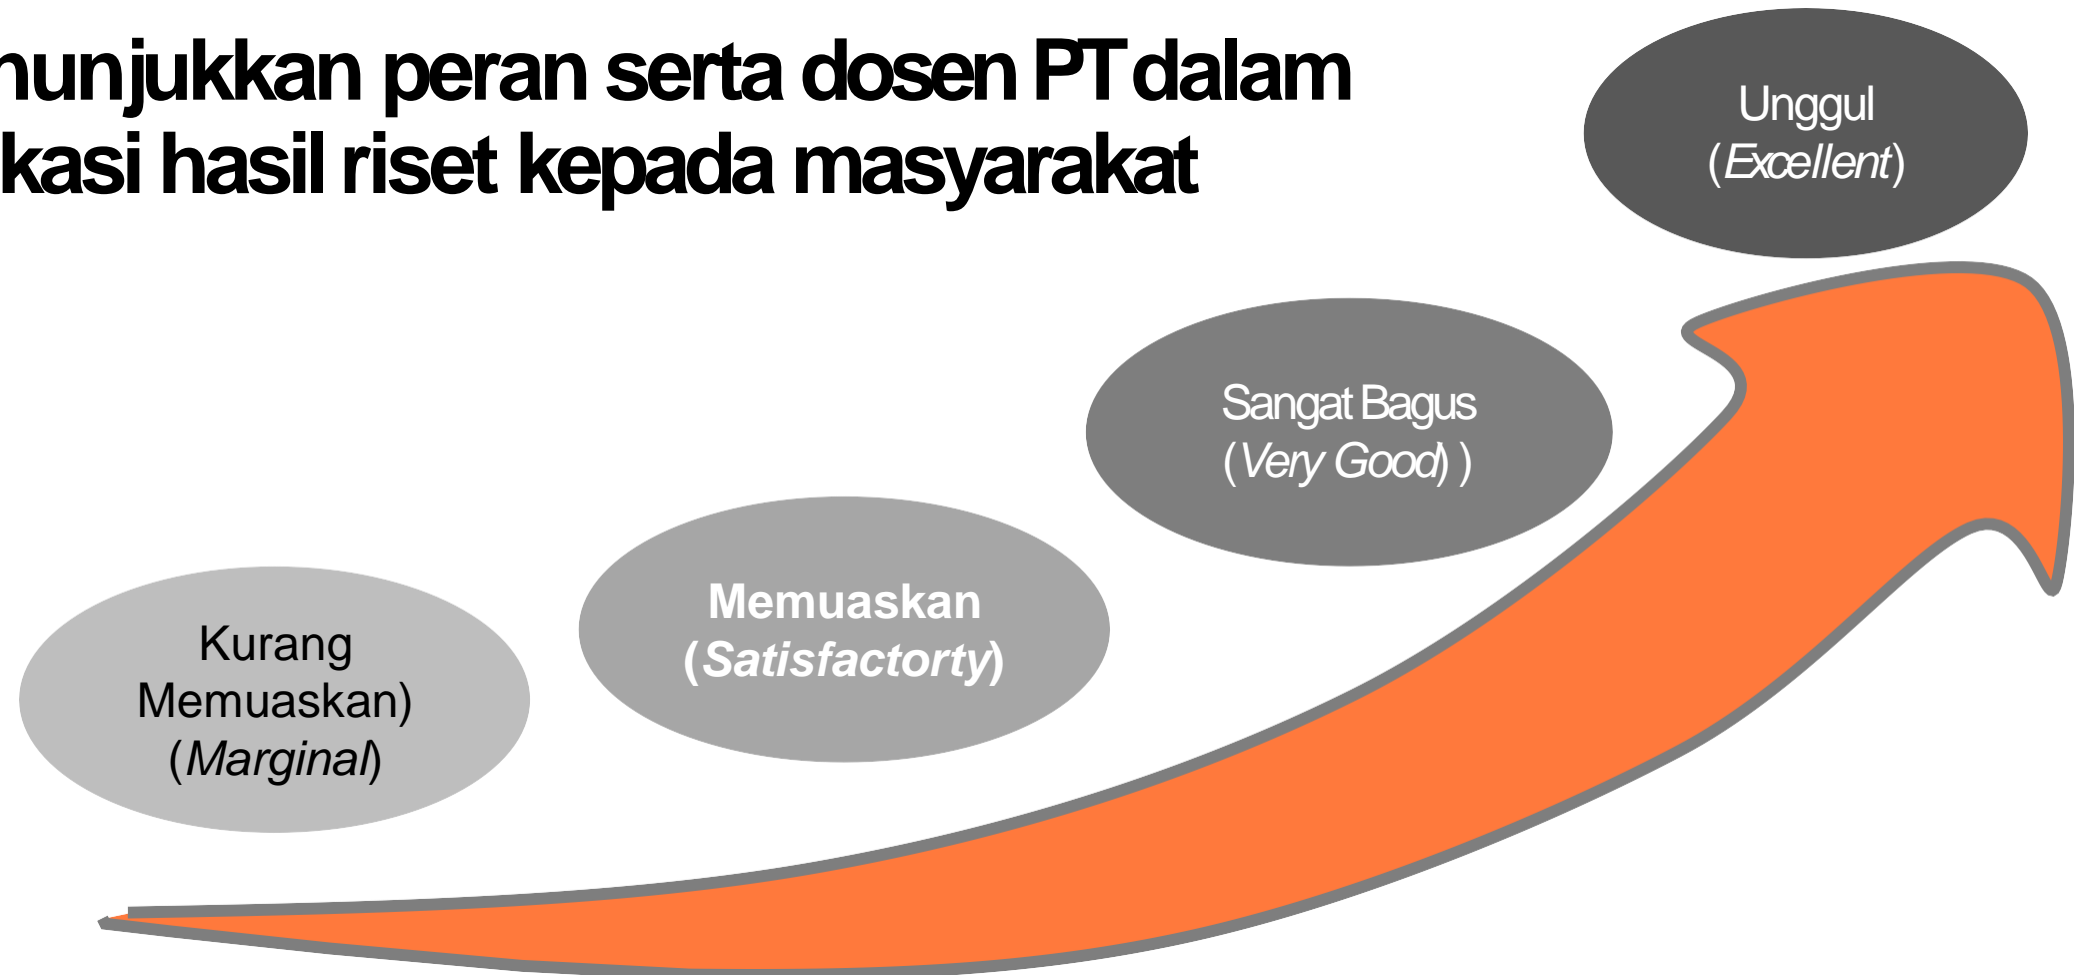 nunjukkan peran serta dosen PT dalam
kasi hasil riset kepada masyarakat
Unggul
(Excellent)
Sangat Bagus
(Very Good) )
Memuaskan
(Satisfactorty)
Kurang
Memuaskan)
(Marginal)